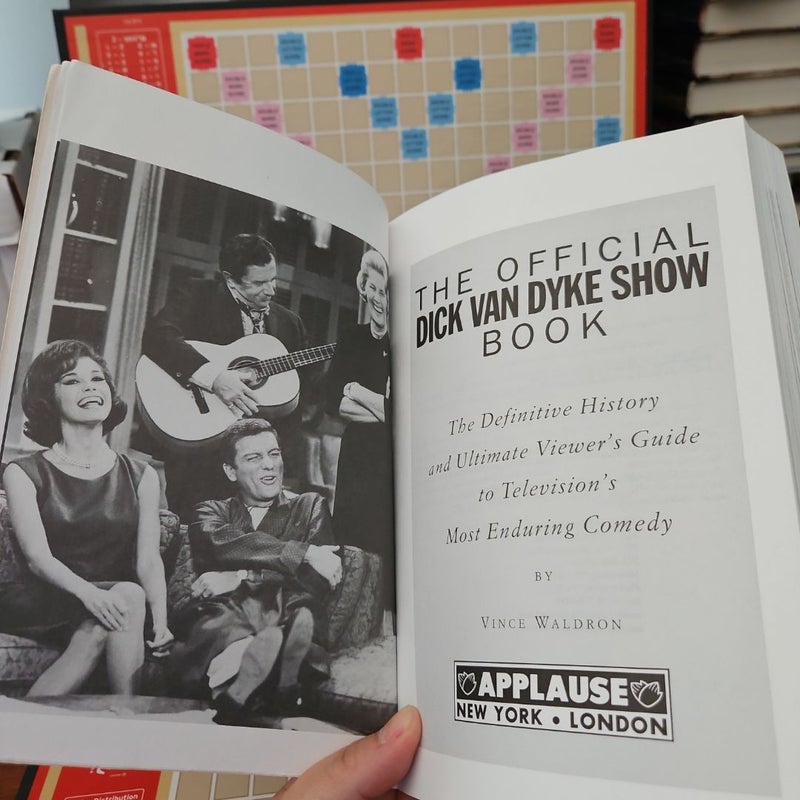 THE OFFICIAL
DICK VAN DYKE SHOW
BOOK
The Definitive History
and Ultimate Viewer's Guide
to Television's
Most Enduring Comedy
BY
VINCE WALDRON
APPLAUSE
NEW YORK • LONDON
Distribution